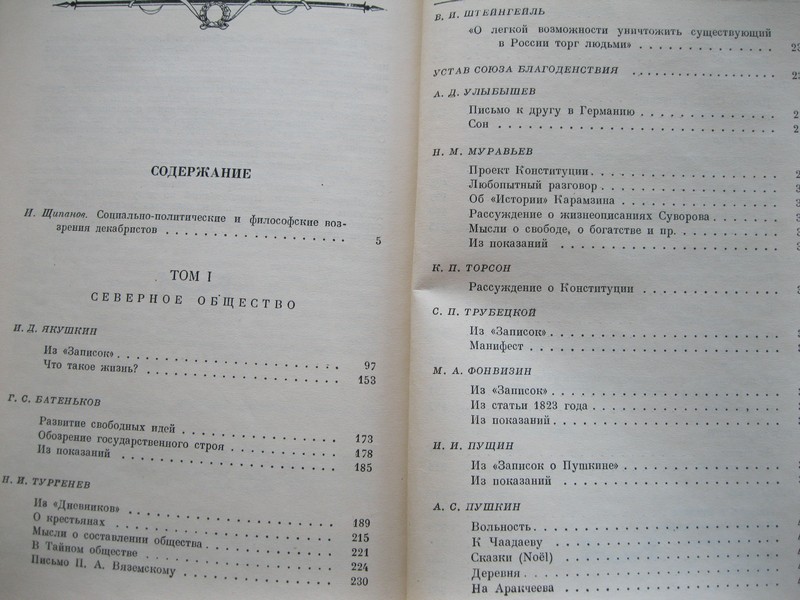 СОДЕРЖАНИЕ
И. Щипанов. Социально-политические и философские воз-
зрения декабристов . . . . . . . . . . . . . . . . . . 5
ТОМ I
СЕВЕРНОЕ ОБЩЕСТВО
И. Д. ЯКУШКИН
Из «Записок» . . . . . . . . . . . . . . . . . . 97
Что такое жизнь? . . . . . . . . . . . . . . . . . . 153
Г. С. БАТЕНЬКОВ
Развитие свободных идей . . . . . . . . . . . . . . 173
Обозрение государственного строя . . . . . . . . . . 178
Из показаний . . . . . . . . . . . . . . . . . . 185
Н. И. ТУРГЕНЕВ
Из «Дневников» . . . . . . . . . . . . . . . . . . 189
О крестьянах . . . . . . . . . . . . . . . . . . 215
Мысли о составлении общества . . . . . . . . . . . . 221
В Тайном обществе . . . . . . . . . . . . . . . . 224
Письмо П. А. Вяземскому . . . . . . . . . . . . . . 230
В. И. ШТЕЙНГЕЙЛЬ
«О легкой возможности уничтожить существующий
в России торг людьми» . . . . . . . . . . . . . .
УСТАВ СОЮЗА БЛАГОДЕНСТВИЯ . . . . . . . . . . . . . .
А. Д. УЛЫБЫШЕВ
Письмо к другу в Германию . . . . . . . . . . . . . .
Сон . . . . . . . . . . . . . . . . . . . . . .
Н. М. МУРАВЬЕВ
Проект Конституции . . . . . . . . . . . . . . . .
Любопытный разговор . . . . . . . . . . . . . . . .
Об «Истории» Карамзина . . . . . . . . . . . . . .
Рассуждение о жизнеописаниях Суворова . . . . . . . .
Мысли о свободе, о богатстве и пр. . . . . . . . . .
Из показаний . . . . . . . . . . . . . . . . . .
К. П. ТОРСОН
Рассуждение о Конституции . . . . . . . . . . . . .
С. П. ТРУБЕЦКОЙ
Из «Записок» . . . . . . . . . . . . . . . . . .
Манифест . . . . . . . . . . . . . . . . . . . .
М. А. ФОНВИЗИН
Из «Записок» . . . . . . . . . . . . . . . . . .
Из статьи 1823 года . . . . . . . . . . . . . . . .
Из показаний . . . . . . . . . . . . . . . . . .
И. И. ПУЩИН
Из «Записок о Пушкине» . . . . . . . . . . . . . .
Из показаний . . . . . . . . . . . . . . . . . .
А. С. ПУШКИН
Вольность . . . . . . . . . . . . . . . . . . . .
К Чаадаеву . . . . . . . . . . . . . . . . . . .
Сказки (Noël) . . . . . . . . . . . . . . . . . .
Деревня . . . . . . . . . . . . . . . . . . . .
На Аракчеева . . . . . . . . . . . . . . . . . .